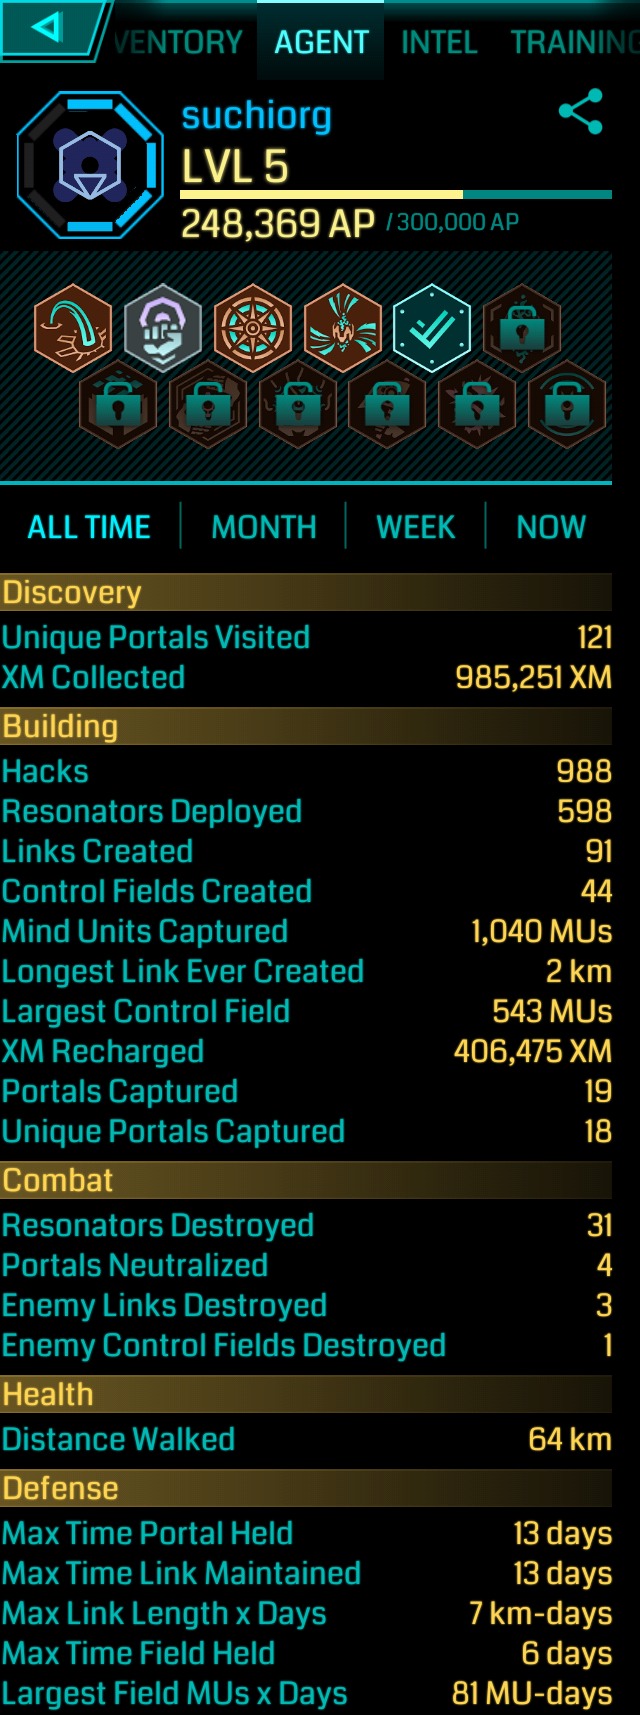 VENTORY AGENT INTEL TRAINING
suchiorg
LVL 5
248,369 AP / 300,000 AP
ALL TIME MONTH WEEK NOW
Discovery
Unique Portals Visited 121
XM Collected 985,251 XM
Building
Hacks 988
Resonators Deployed 598
Links Created 91
Control Fields Created 44
Mind Units Captured 1,040 MUs
Longest Link Ever Created 2 km
Largest Control Field 543 MUs
XM Recharged 406,475 XM
Portals Captured 19
Unique Portals Captured 18
Combat
Resonators Destroyed 31
Portals Neutralized 4
Enemy Links Destroyed 3
Enemy Control Fields Destroyed 1
Health
Distance Walked 64 km
Defense
Max Time Portal Held 13 days
Max Time Link Maintained 13 days
Max Link Length x Days 7 km-days
Max Time Field Held 6 days
Largest Field MUs x Days 81 MU-days